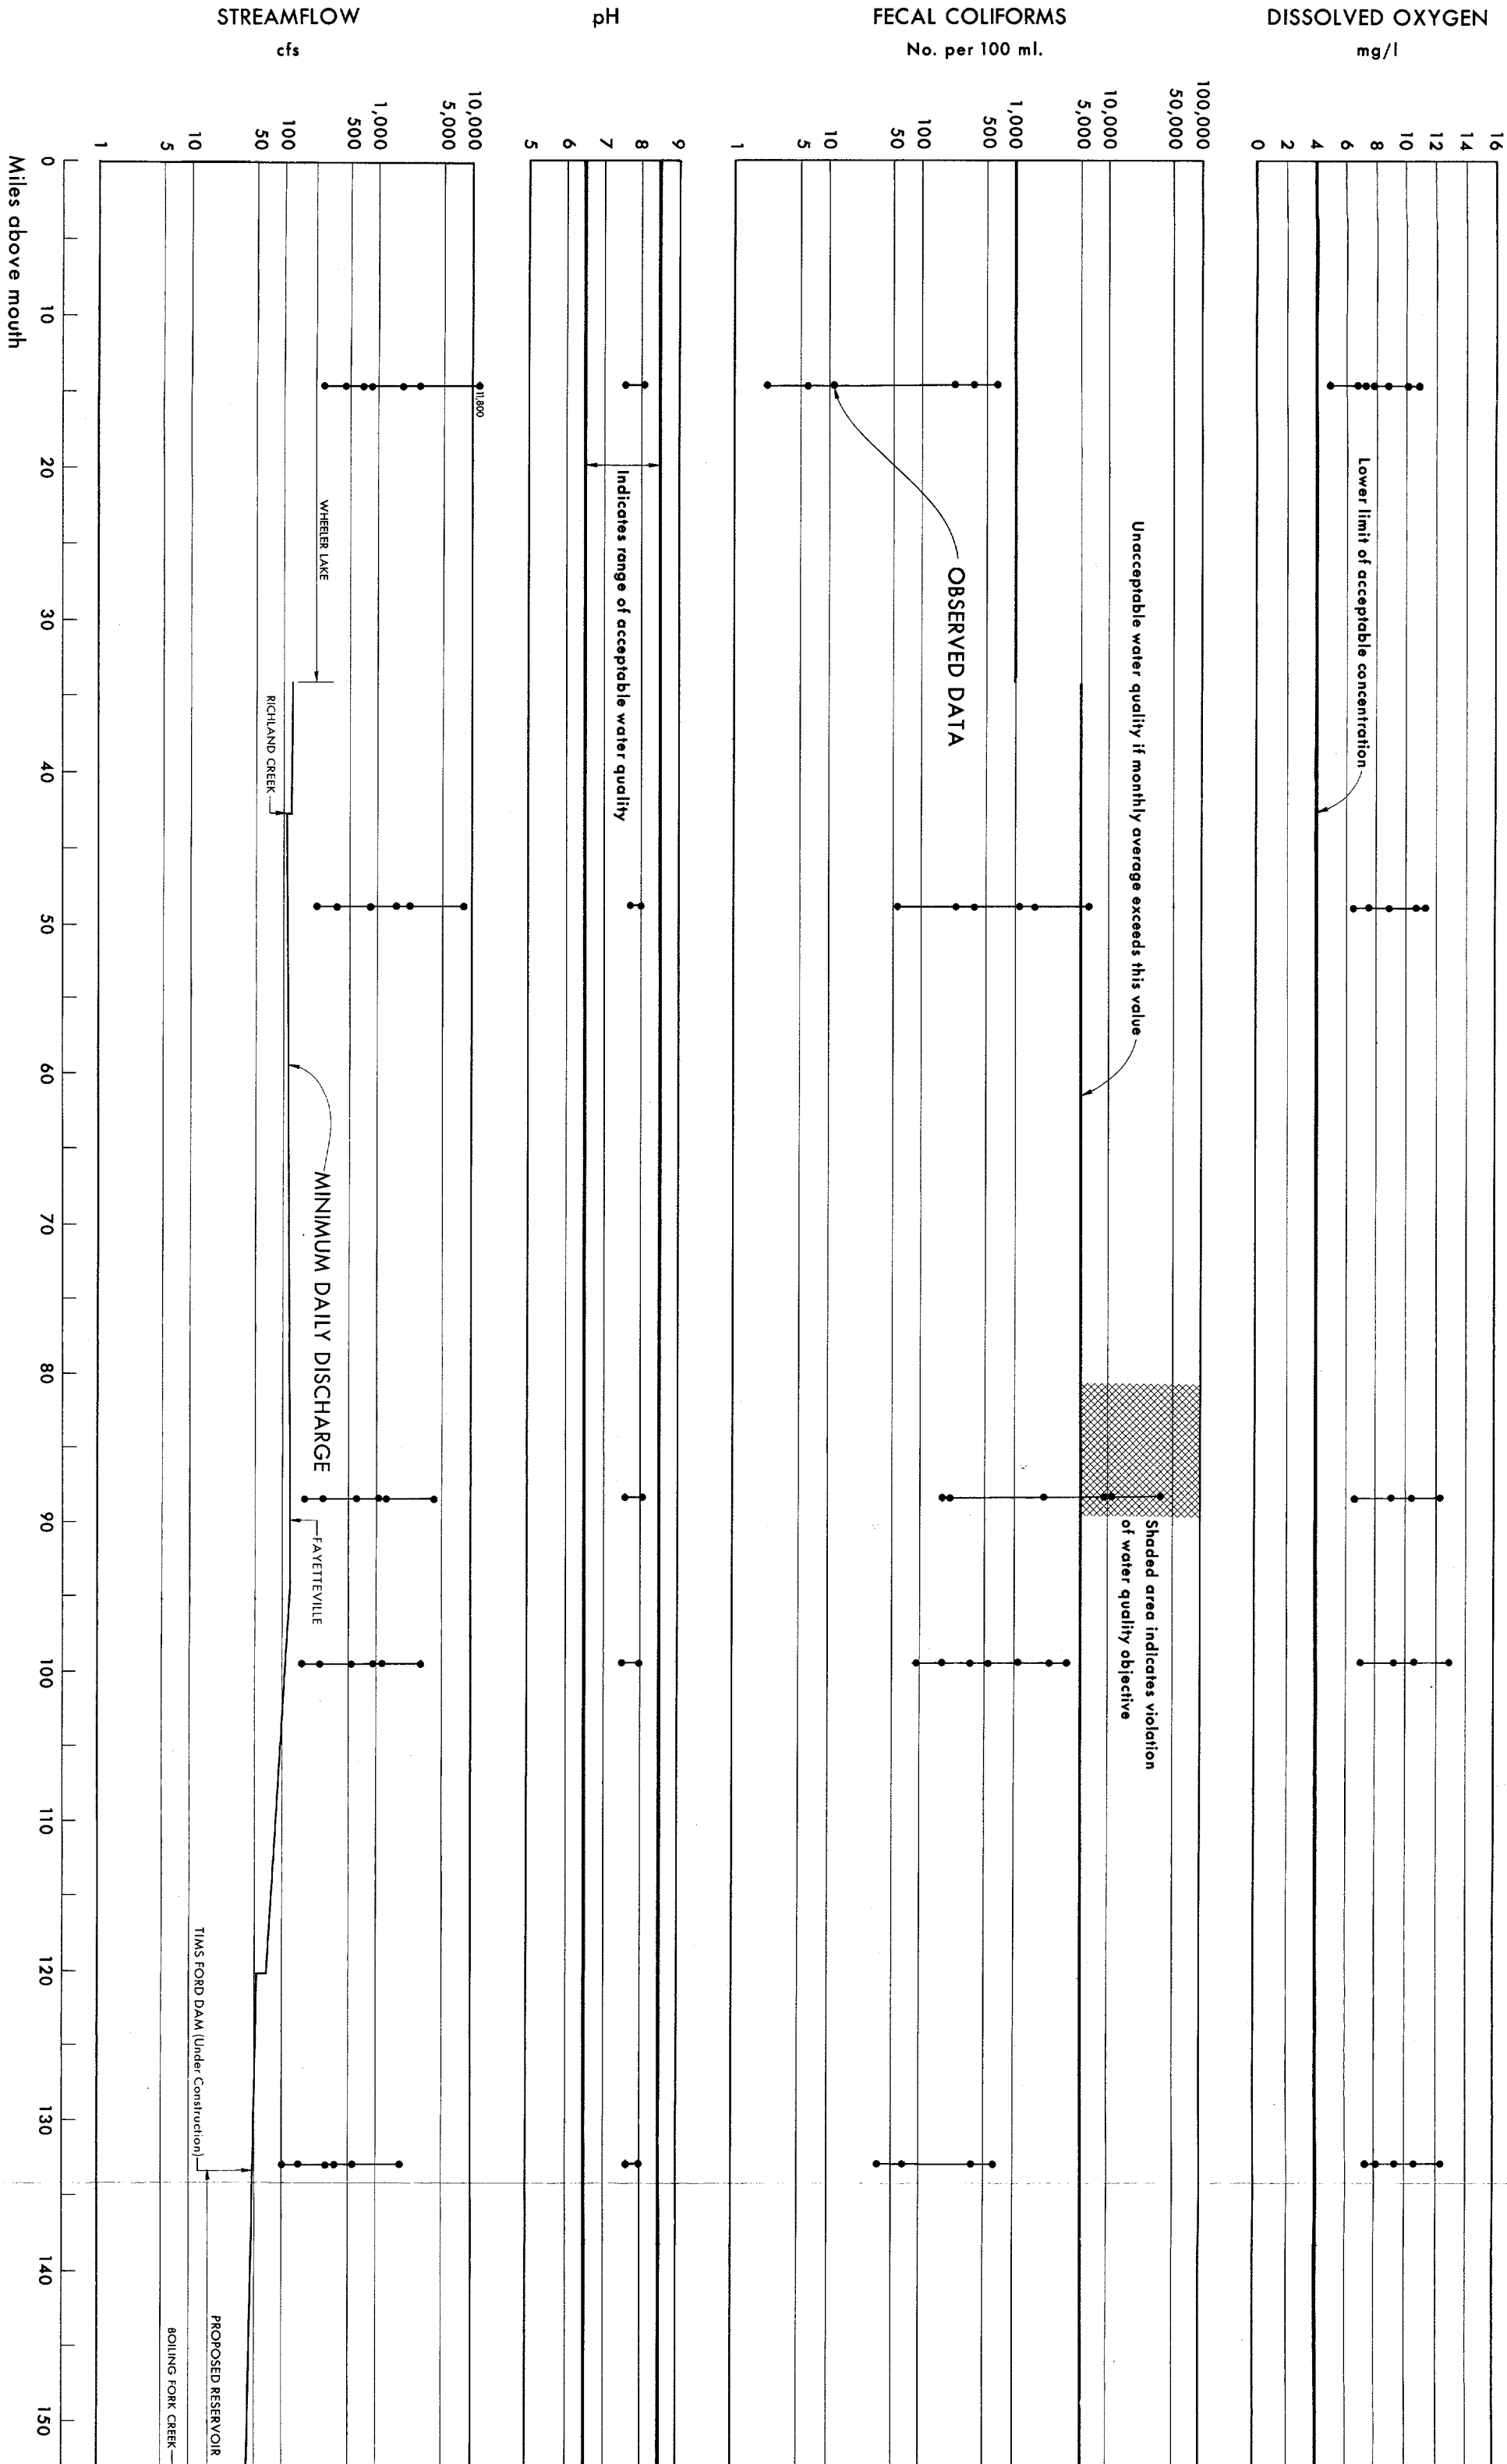 STREAMFLOW
cfs
pH
FECAL COLIFORMS
No. per 100 ml.
DISSOLVED OXYGEN
mg/l
10,000
5,000
1,000
500
100
50
10
5
1
9
8
7
6
5
100,000
50,000
10,000
5,000
1,000
500
100
50
10
5
1
16
14
12
10
8
6
4
2
0
Miles above mouth
0
10
20
30
40
50
60
70
80
90
100
110
120
130
140
150
11,800
WHEELER LAKE
RICHLAND CREEK
MINIMUM DAILY DISCHARGE
FAYETTEVILLE
TIMS FORD DAM (Under Construction)
PROPOSED RESERVOIR
BOILING FORK CREEK
Indicates range of acceptable water quality
OBSERVED DATA
Unacceptable water quality if monthly average exceeds this value
Shaded area indicates violation
of water quality objective
Lower limit of acceptable concentration